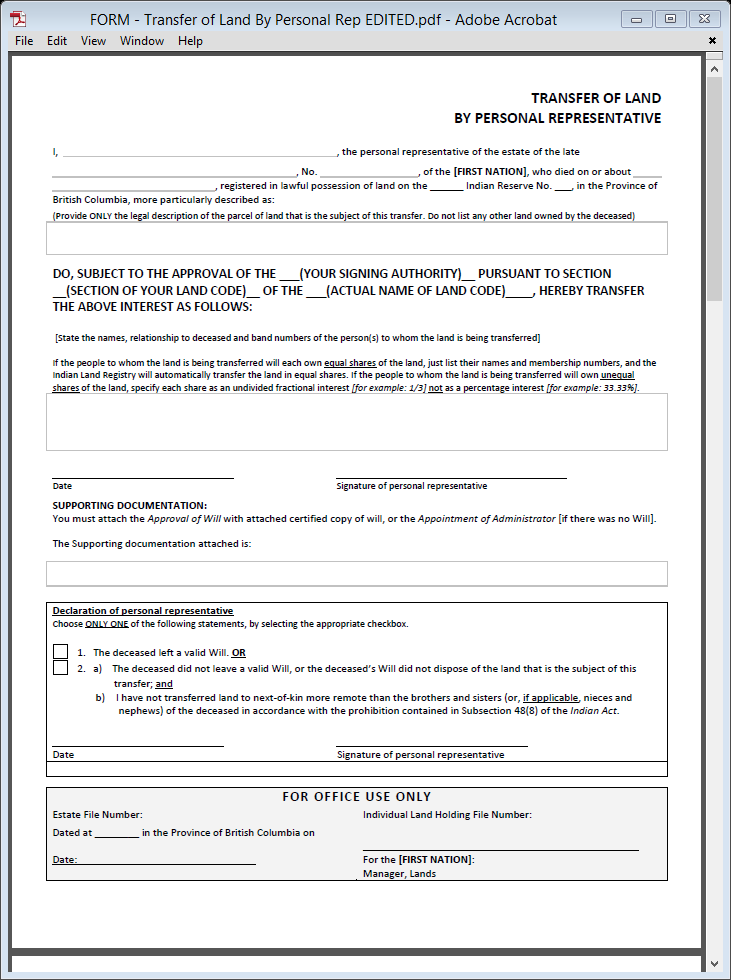 FORM - Transfer of Land By Personal Rep EDITED.pdf - Adobe Acrobat
File Edit View Window Help
TRANSFER OF LAND
BY PERSONAL REPRESENTATIVE
I, ____________________, the personal representative of the estate of the late
____________________, No. ____________________, of the [FIRST NATION], who died on or about _____
____________________, registered in lawful possession of land on the ______ Indian Reserve No. ___, in the Province of
British Columbia, more particularly described as:
(Provide ONLY the legal description of the parcel of land that is the subject of this transfer. Do not list any other land owned by the deceased)
DO, SUBJECT TO THE APPROVAL OF THE ___(YOUR SIGNING AUTHORITY)__ PURSUANT TO SECTION
__(SECTION OF YOUR LAND CODE)__ OF THE ___(ACTUAL NAME OF LAND CODE)____, HEREBY TRANSFER
THE ABOVE INTEREST AS FOLLOWS:
[State the names, relationship to deceased and band numbers of the person(s) to whom the land is being transferred]
If the people to whom the land is being transferred will each own equal shares of the land, just list their names and membership numbers, and the
Indian Land Registry will automatically transfer the land in equal shares. If the people to whom the land is being transferred will own unequal
shares of the land, specify each share as an undivided fractional interest [for example: 1/3] not as a percentage interest [for example: 33.33%].
Date Signature of personal representative
SUPPORTING DOCUMENTATION:
You must attach the Approval of Will with attached certified copy of will, or the Appointment of Administrator [if there was no Will].
The Supporting documentation attached is:
Declaration of personal representative
Choose ONLY ONE of the following statements, by selecting the appropriate checkbox.
1. The deceased left a valid Will. OR
2. a) The deceased did not leave a valid Will, or the deceased's Will did not dispose of the land that is the subject of this
transfer; and
b) I have not transferred land to next-of-kin more remote than the brothers and sisters (or, if applicable, nieces and
nephews) of the deceased in accordance with the prohibition contained in Subsection 48(8) of the Indian Act.
Date Signature of personal representative
FOR OFFICE USE ONLY
Estate File Number: Individual Land Holding File Number:
Dated at ________ in the Province of British Columbia on
Date:____________________ For the [FIRST NATION]:
Manager, Lands